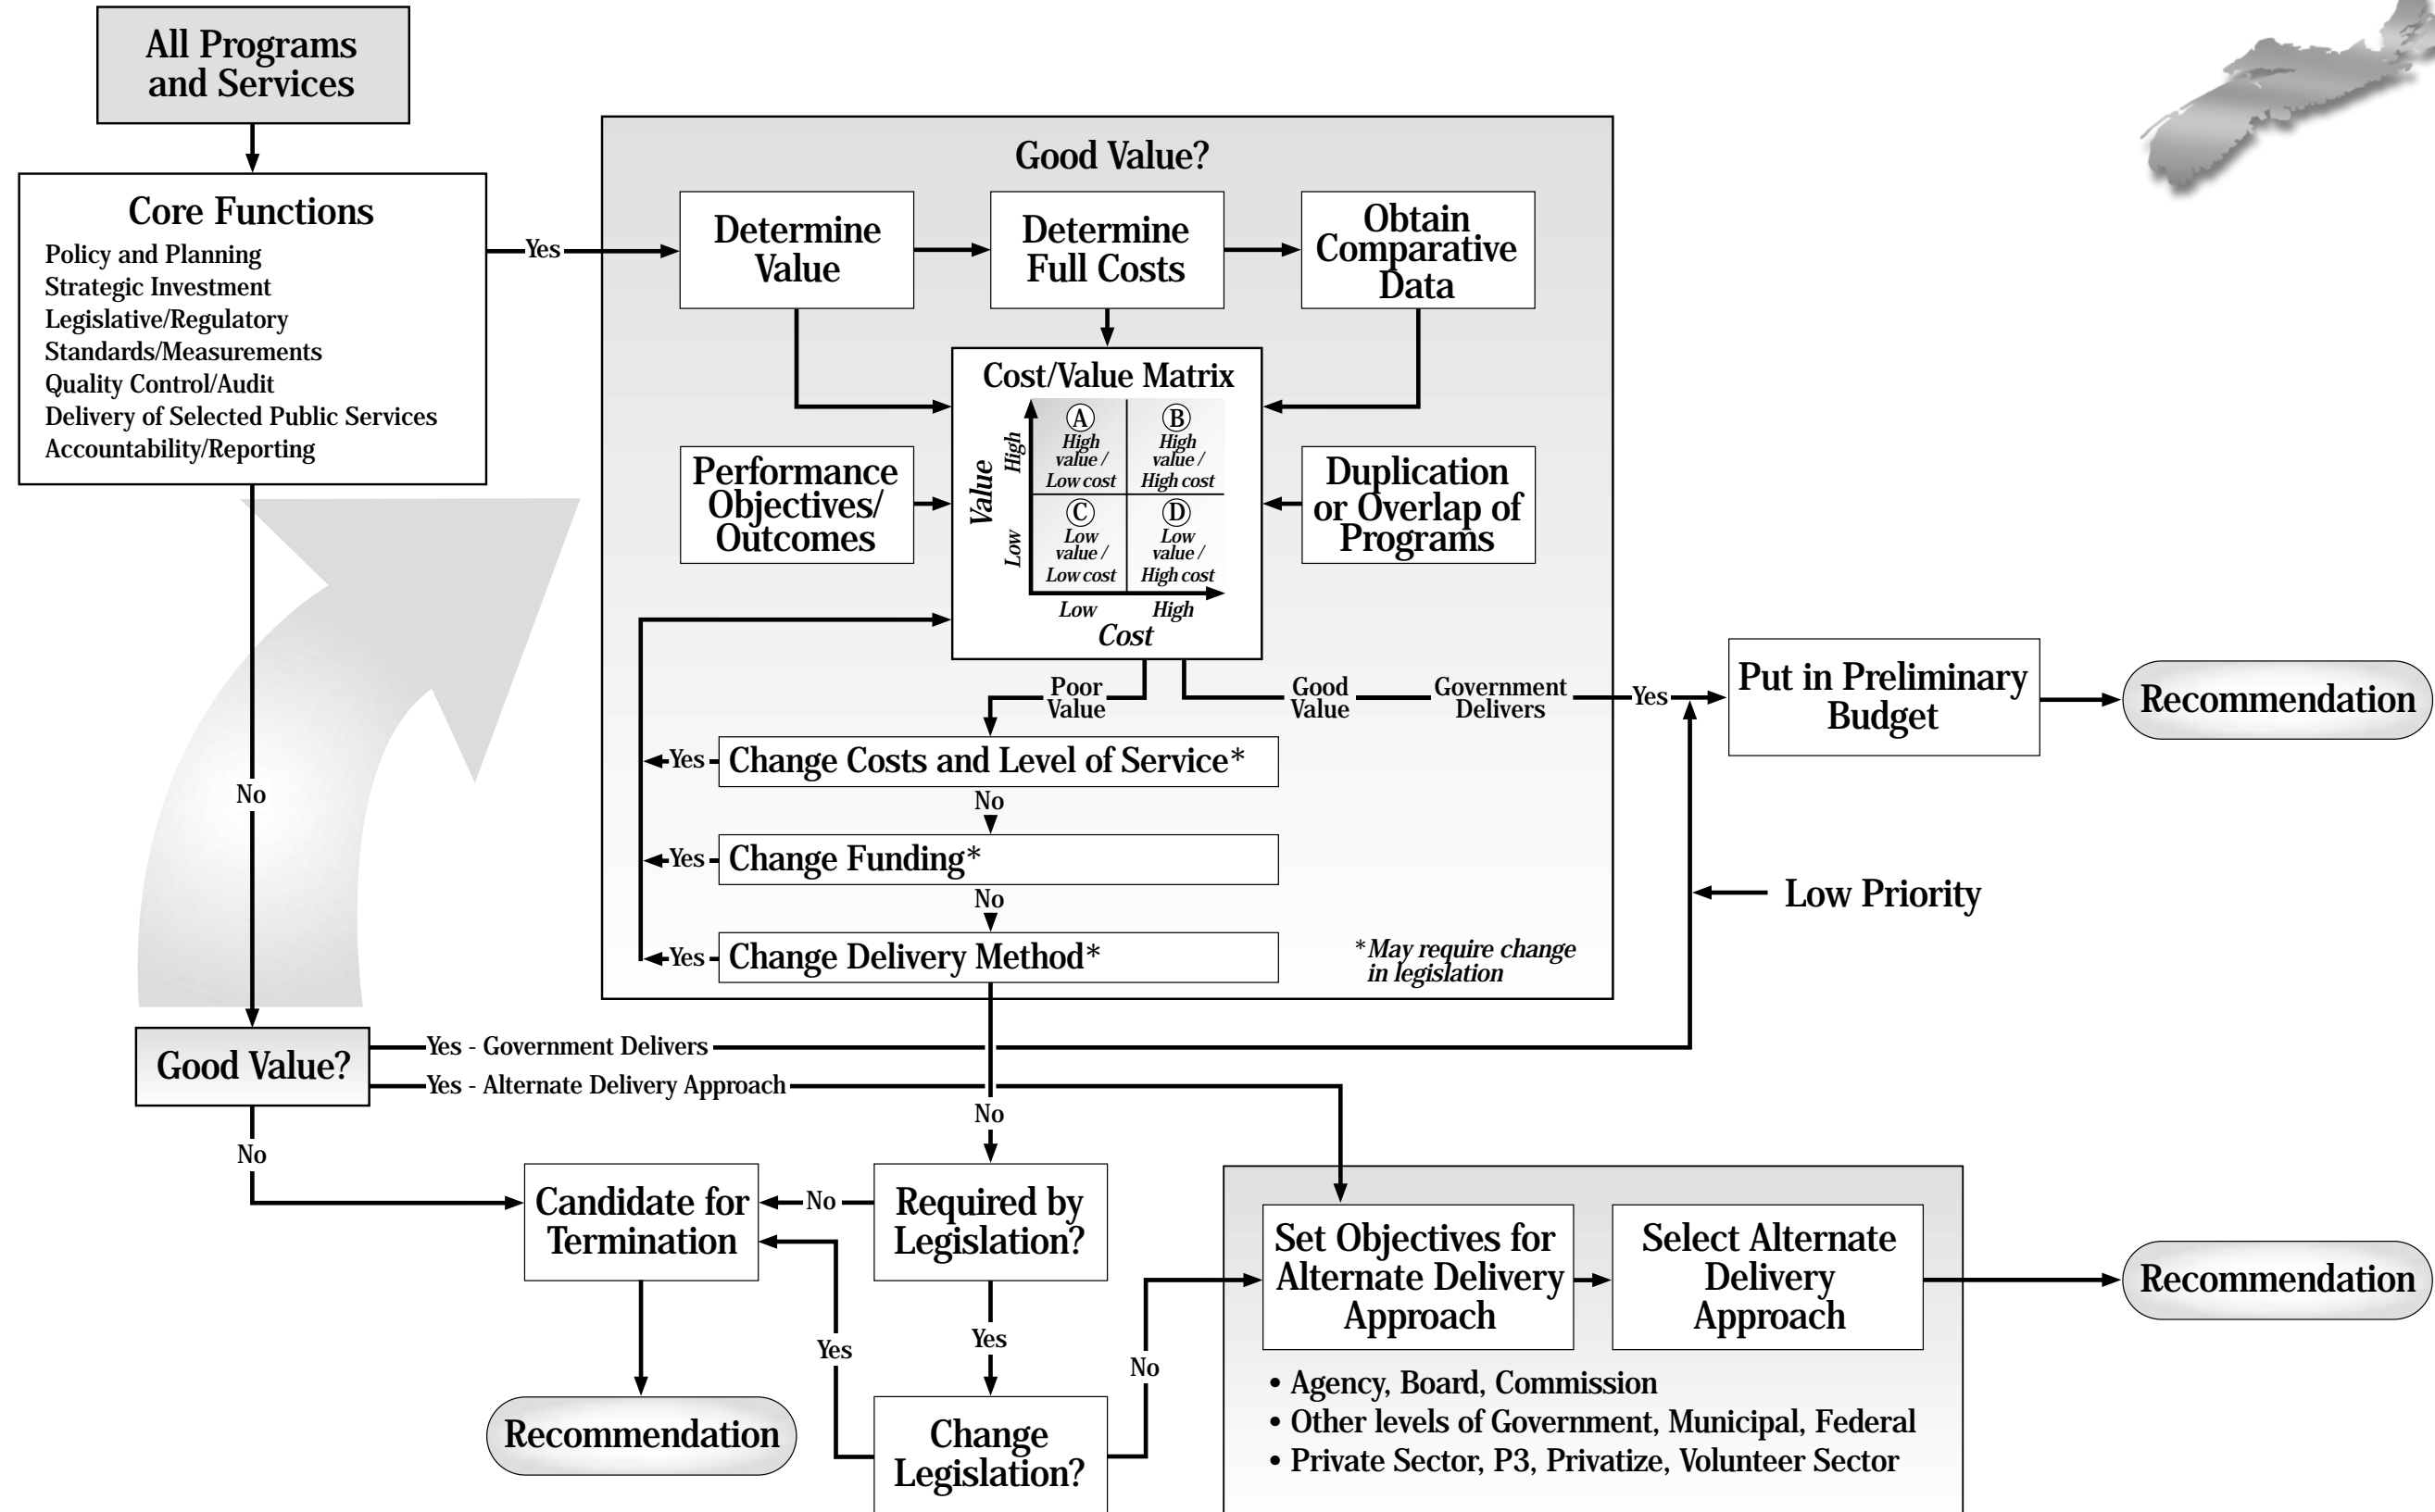 All Programs
and Services
Core Functions
Policy and Planning
Strategic Investment
Legislative/Regulatory
Standards/Measurements
Quality Control/Audit
Delivery of Selected Public Services
Accountability/Reporting
Yes
Good Value?
Determine
Value
Determine
Full Costs
Obtain
Comparative
Data
Cost/Value Matrix
Value
High
Low
A
High
value /
Low cost
B
High
value /
High cost
C
Low
value /
Low cost
D
Low
value /
High cost
Low
High
Cost
Performance
Objectives/
Outcomes
Duplication
or Overlap of
Programs
Poor
Value
Good
Value
Government
Delivers
Yes
Put in Preliminary
Budget
Recommendation
Yes
Change Costs and Level of Service*
No
Yes
Change Funding*
No
Yes
Change Delivery Method*
*May require change
in legislation
Low Priority
No
Good Value?
Yes - Government Delivers
Yes - Alternate Delivery Approach
No
No
Candidate for
Termination
No
Required by
Legislation?
Set Objectives for
Alternate Delivery
Approach
Select Alternate
Delivery
Approach
Recommendation
Yes
Yes
No
Recommendation
Change
Legislation?
• Agency, Board, Commission
• Other levels of Government, Municipal, Federal
• Private Sector, P3, Privatize, Volunteer Sector